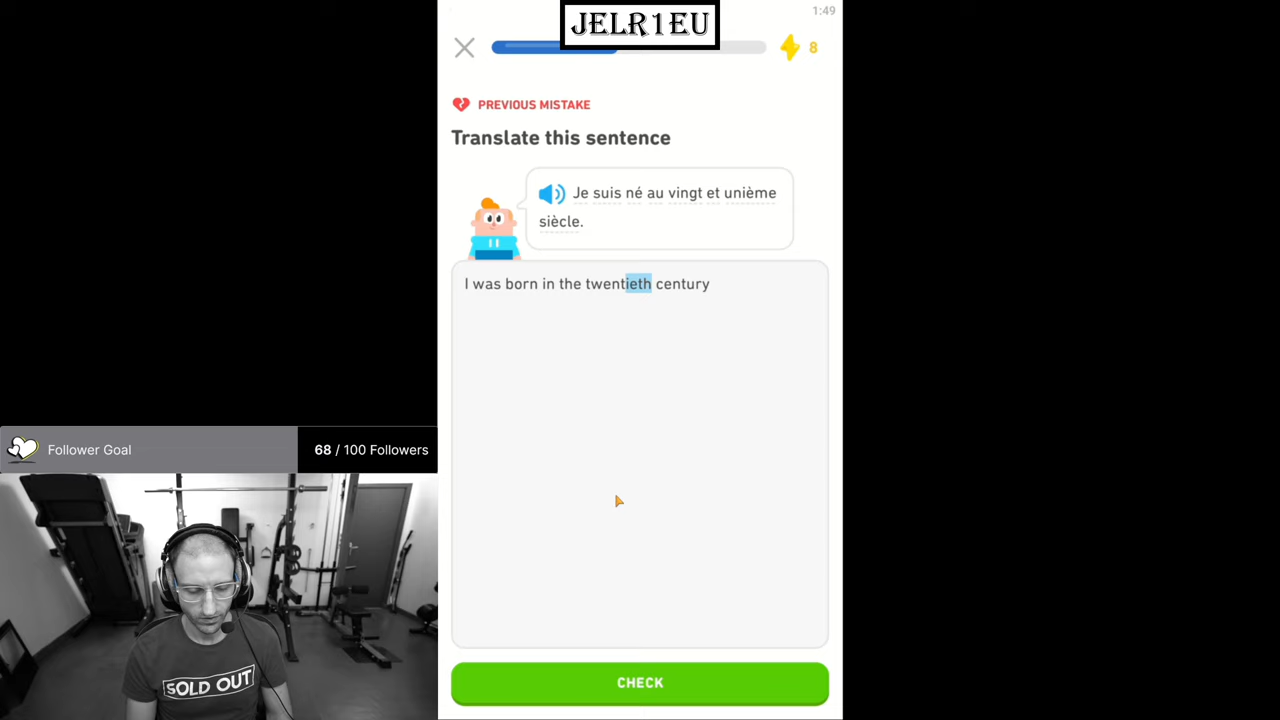 JELR1EU
1:49
8
PREVIOUS MISTAKE
Translate this sentence
Je suis né au vingt et unième
siècle.
I was born in the twentieth century
Follower Goal
68 / 100 Followers
SOLD OUT
CHECK